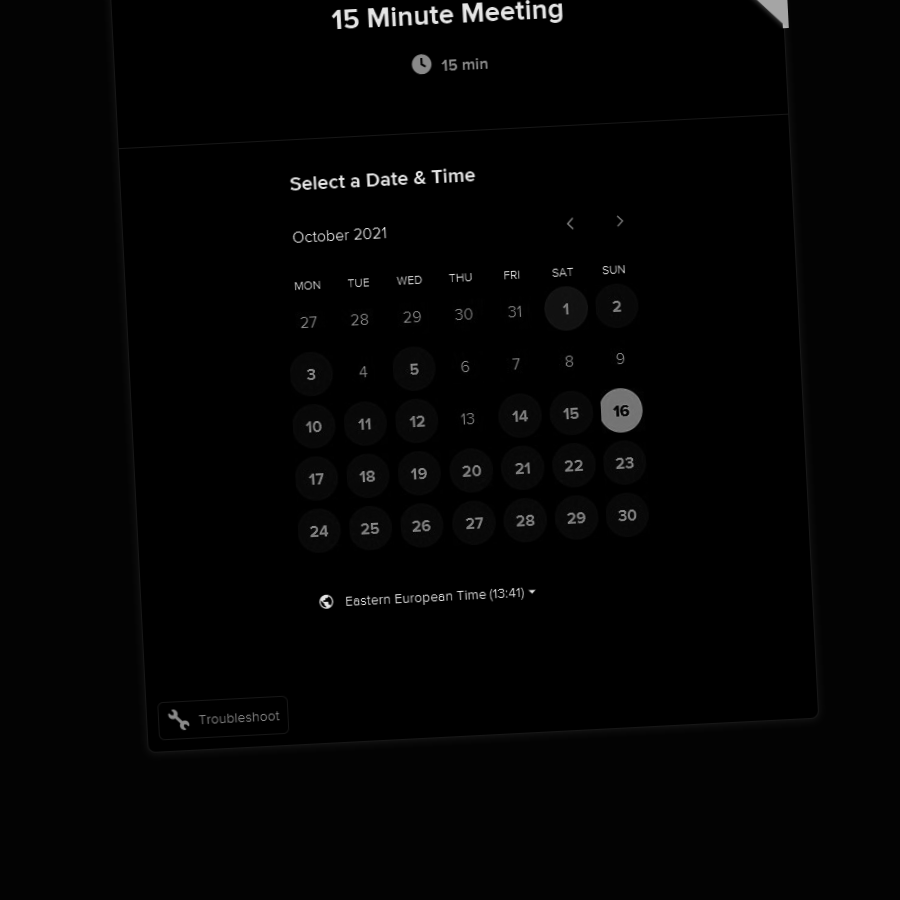 15 Minute Meeting
15 min
Select a Date & Time
October 2021
MON TUE WED THU FRI SAT SUN
27 28 29 30 31 1 2
3 4 5 6 7 8 9
10 11 12 13 14 15 16
17 18 19 20 21 22 23
24 25 26 27 28 29 30
Eastern European Time (13:41)
Troubleshoot